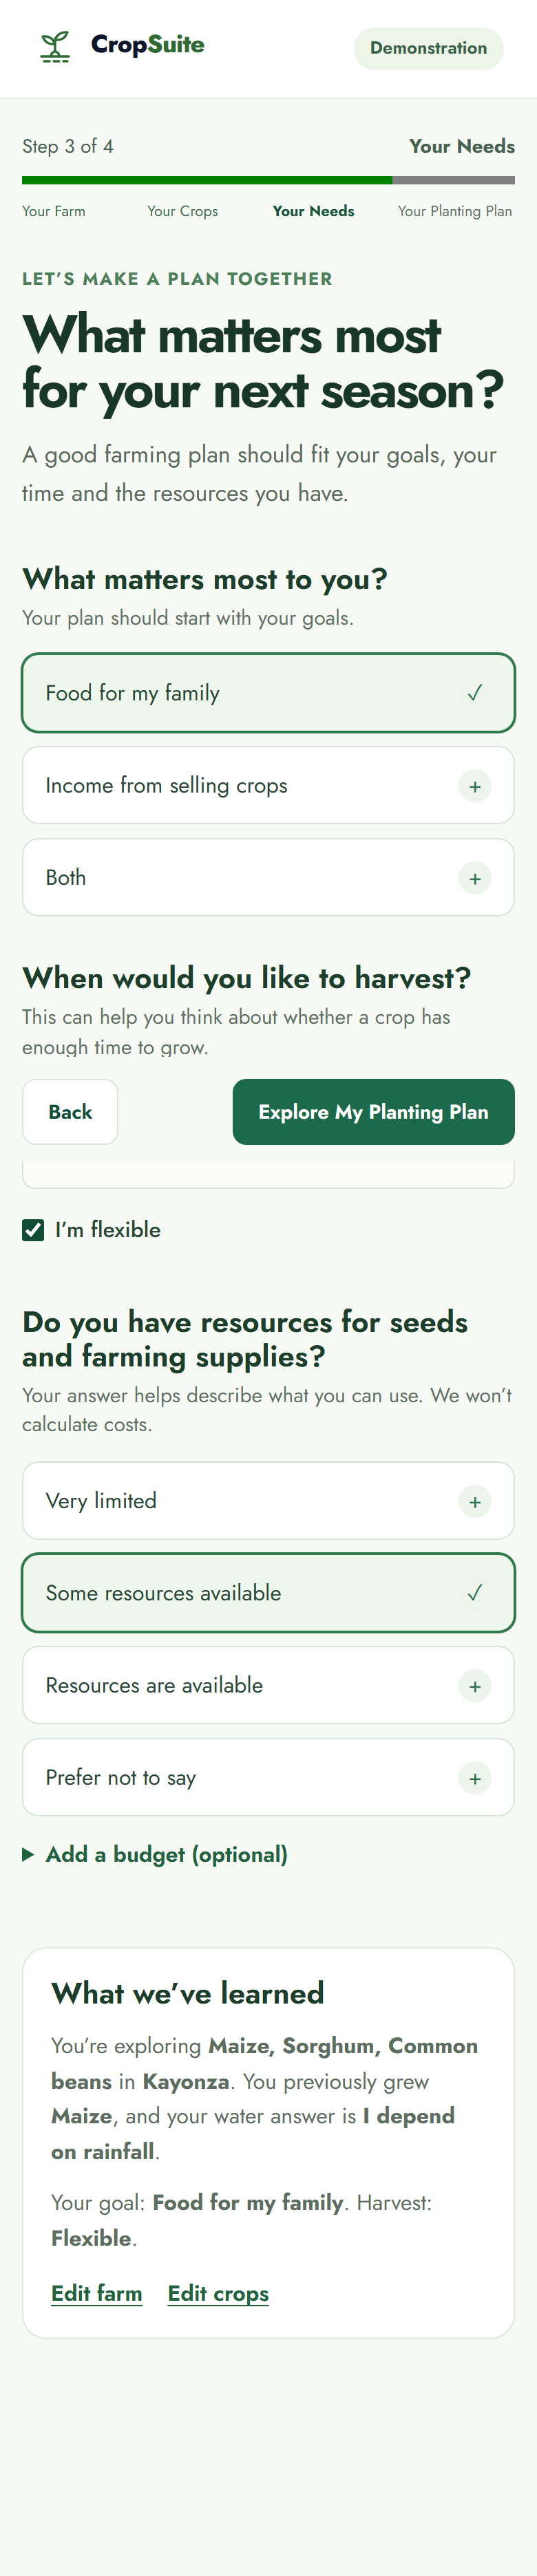 CropSuite
Demonstration
Step 3 of 4
Your Needs
Your Farm
Your Crops
Your Needs
Your Planting Plan
LET’S MAKE A PLAN TOGETHER
What matters most
for your next season?
A good farming plan should fit your goals, your
time and the resources you have.
What matters most to you?
Your plan should start with your goals.
Food for my family
Income from selling crops
Both
When would you like to harvest?
This can help you think about whether a crop has
enough time to grow.
Back
Explore My Planting Plan
I’m flexible
Do you have resources for seeds
and farming supplies?
Your answer helps describe what you can use. We won’t
calculate costs.
Very limited
Some resources available
Resources are available
Prefer not to say
Add a budget (optional)
What we’ve learned
You’re exploring Maize, Sorghum, Common
beans in Kayonza. You previously grew
Maize, and your water answer is I depend
on rainfall.
Your goal: Food for my family. Harvest:
Flexible.
Edit farm
Edit crops